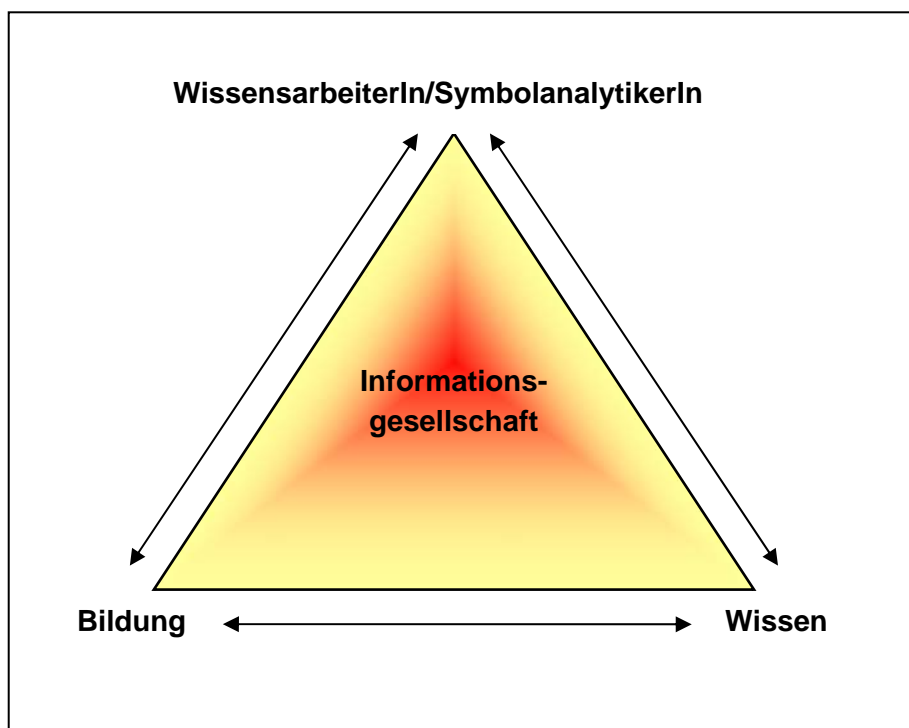 WissensarbeiterIn/SymbolanalytikerIn
Informations-
gesellschaft
Bildung
Wissen